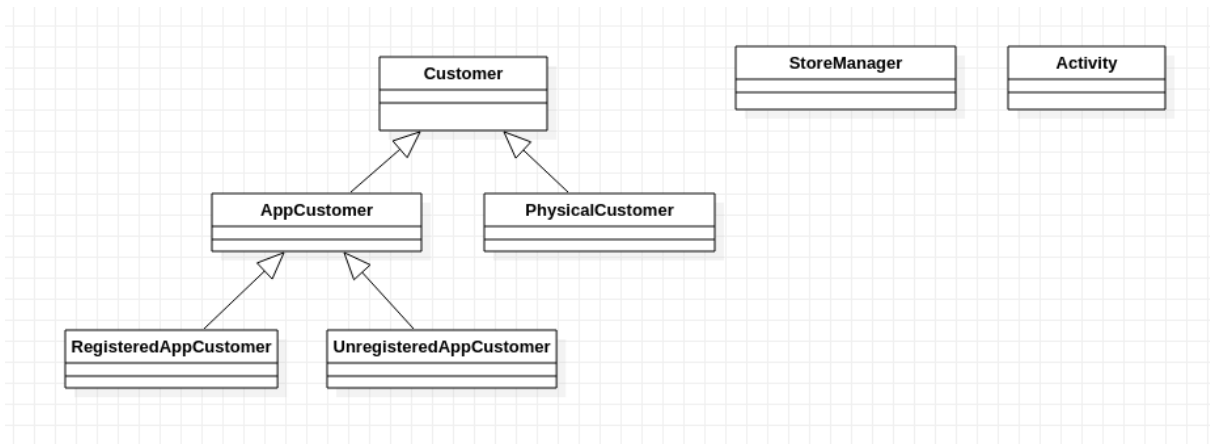 Customer
StoreManager
Activity
AppCustomer
PhysicalCustomer
RegisteredAppCustomer
UnregisteredAppCustomer